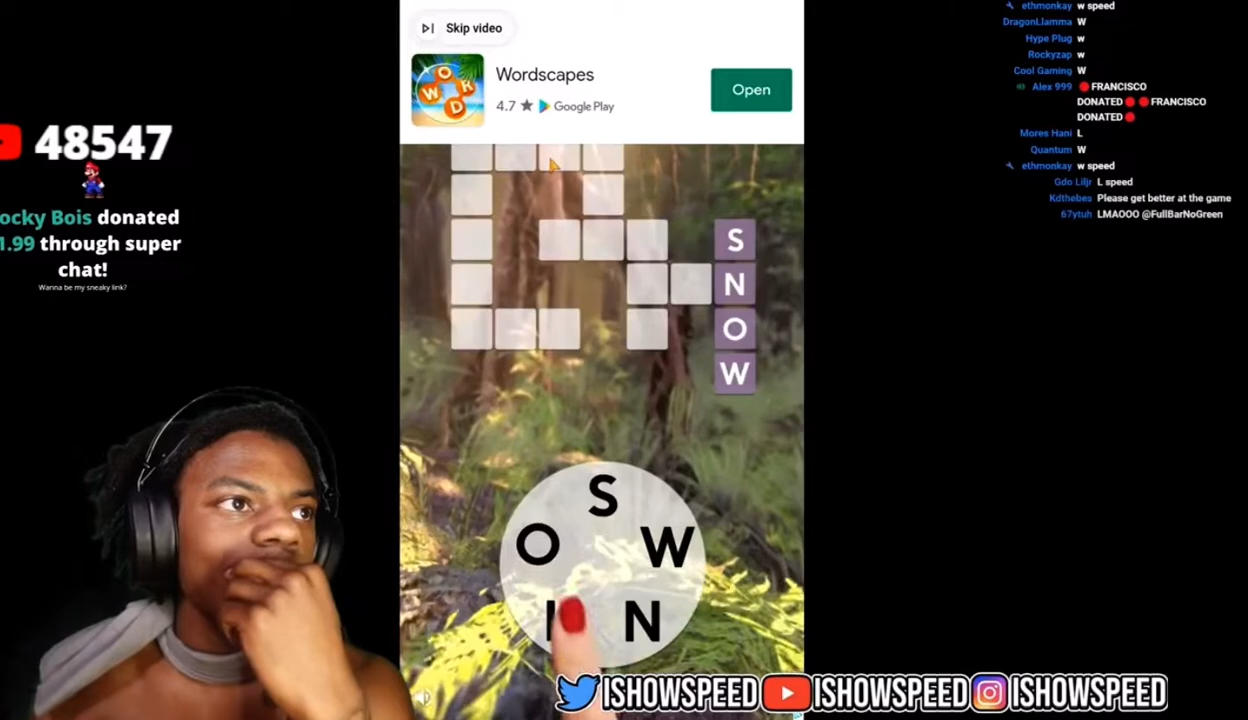 48547
ocky Bois donated
1.99 through super
chat!
Wanna be my sneaky link?
Skip video
WORD
Wordscapes
4.7 ★ Google Play
Open
S
N
O
W
S
O
W
N
ethmonkay w speed
DragonLlamma W
Hype Plug w
Rockyzap w
Cool Gaming W
Alex 999 🔴FRANCISCO
DONATED🔴 🔴FRANCISCO
DONATED🔴
Mores Hani L
Quantum W
ethmonkay w speed
Gdo Liljr L speed
Kdthebes Please get better at the game
67ytuh LMAOOO @FullBarNoGreen
ISHOWSPEED ISHOWSPEED ISHOWSPEED